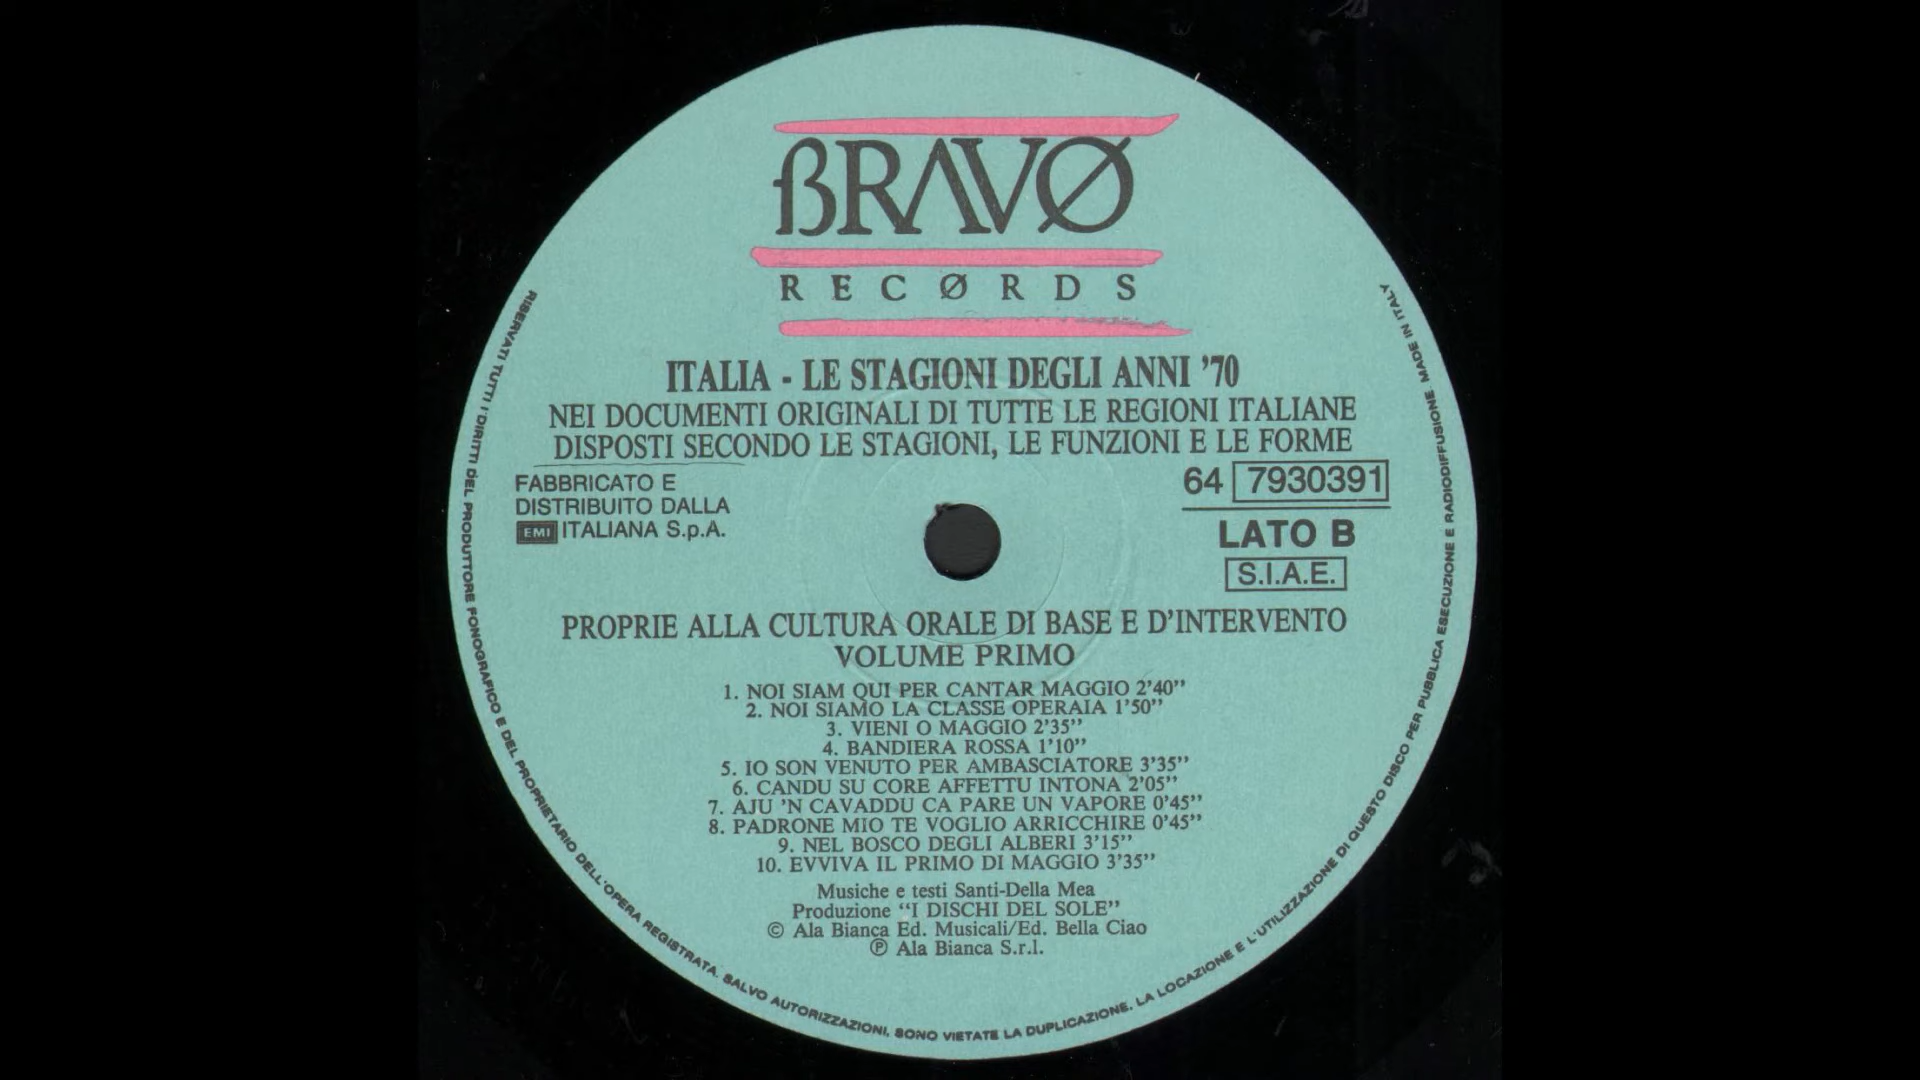 BRAVØ
RECØRDS
ITALIA - LE STAGIONI DEGLI ANNI '70
NEI DOCUMENTI ORIGINALI DI TUTTE LE REGIONI ITALIANE
DISPOSTI SECONDO LE STAGIONI, LE FUNZIONI E LE FORME
FABBRICATO E
DISTRIBUITO DALLA
EMI ITALIANA S.p.A.
64 7930391
LATO B
S.I.A.E.
PROPRIE ALLA CULTURA ORALE DI BASE E D'INTERVENTO
VOLUME PRIMO
1. NOI SIAM QUI PER CANTAR MAGGIO 2'40''
2. NOI SIAMO LA CLASSE OPERAIA 1'50''
3. VIENI O MAGGIO 2'35''
4. BANDIERA ROSSA 1'10''
5. IO SON VENUTO PER AMBASCIATORE 3'35''
6. CANDU SU CORE AFFETTU INTONA 2'05''
7. AJU 'N CAVADDU CA PARE UN VAPORE 0'45''
8. PADRONE MIO TE VOGLIO ARRICCHIRE 0'45''
9. NEL BOSCO DEGLI ALBERI 3'15''
10. EVVIVA IL PRIMO DI MAGGIO 3'35''
Musiche e testi Santi-Della Mea
Produzione "I DISCHI DEL SOLE"
© Ala Bianca Ed. Musicali/Ed. Bella Ciao
℗ Ala Bianca S.r.l.
RISERVATI TUTTI I DIRITTI DEL PRODUTTORE FONOGRAFICO E DEL PROPRIETARIO DELL'OPERA REGISTRATA. SALVO AUTORIZZAZIONI, SONO VIETATE LA DUPLICAZIONE, LA LOCAZIONE E L'UTILIZZAZIONE DI QUESTO DISCO PER PUBBLICA ESECUZIONE E RADIODIFFUSIONE. MADE IN ITALY